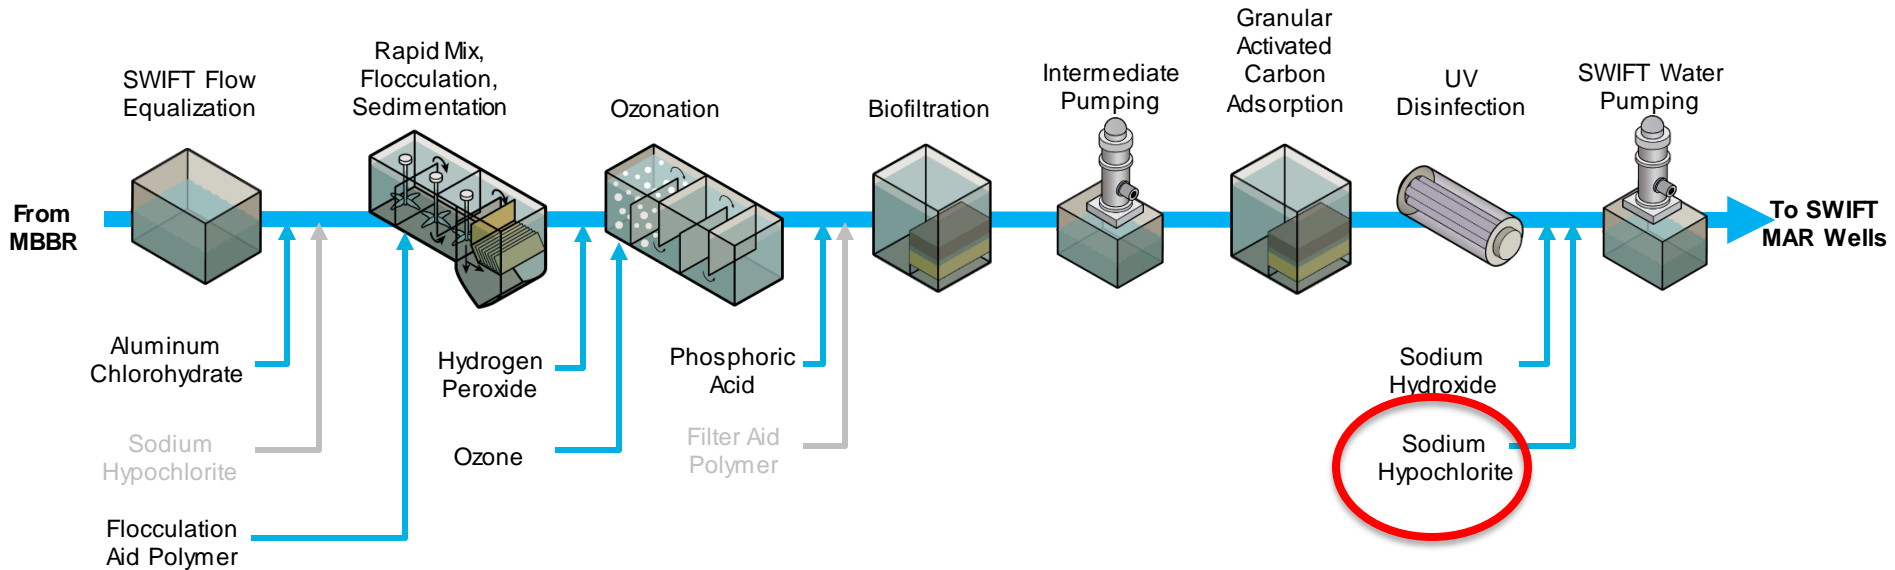 SWIFT Flow
Equalization
Rapid Mix,
Flocculation,
Sedimentation
Ozonation
Biofiltration
Intermediate
Pumping
Granular
Activated
Carbon
Adsorption
UV
Disinfection
SWIFT Water
Pumping
From
MBBR
To SWIFT
MAR Wells
Aluminum
Chlorohydrate
Sodium
Hypochlorite
Flocculation
Aid Polymer
Hydrogen
Peroxide
Ozone
Phosphoric
Acid
Filter Aid
Polymer
Sodium
Hydroxide
Sodium
Hypochlorite